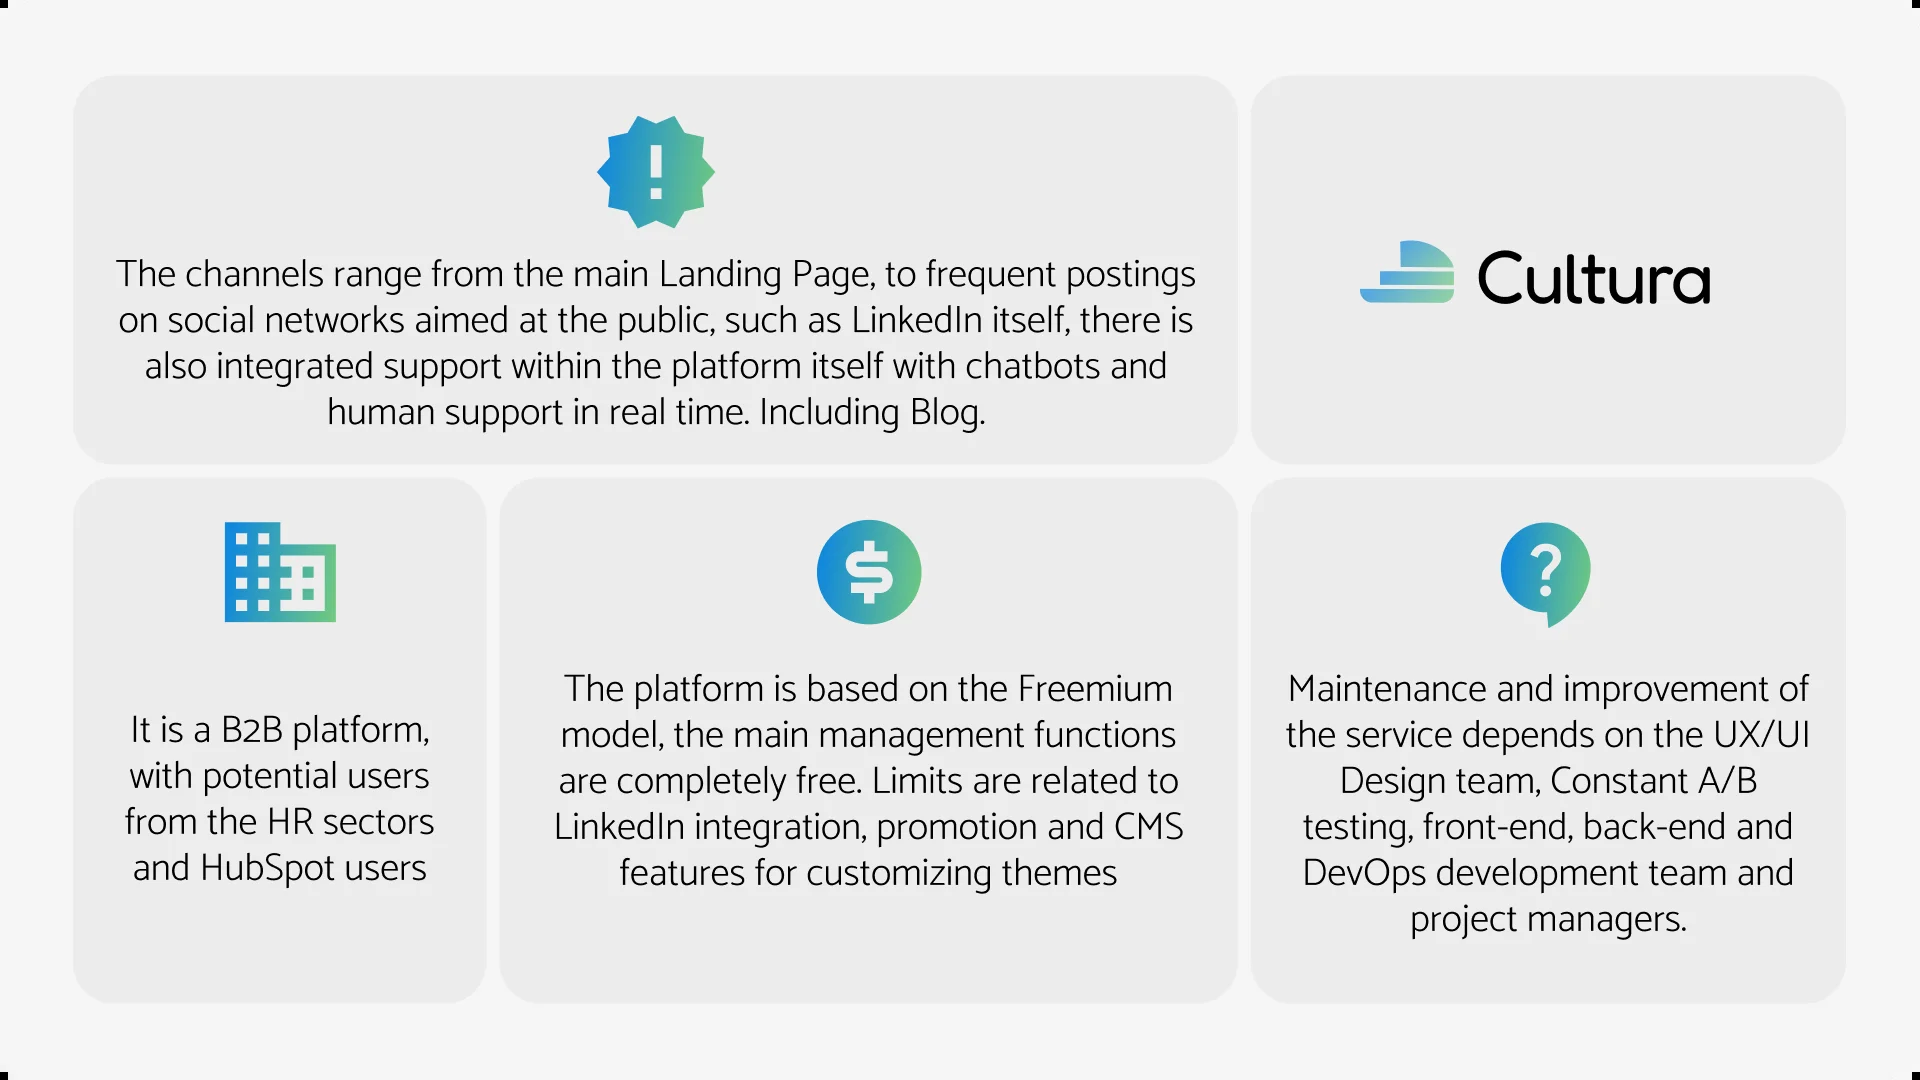 The channels range from the main Landing Page, to frequent postings
on social networks aimed at the public, such as LinkedIn itself, there is
also integrated support within the platform itself with chatbots and
human support in real time. Including Blog.
Cultura
It is a B2B platform,
with potential users
from the HR sectors
and HubSpot users
The platform is based on the Freemium
model, the main management functions
are completely free. Limits are related to
LinkedIn integration, promotion and CMS
features for customizing themes
Maintenance and improvement of
the service depends on the UX/UI
Design team, Constant A/B
testing, front-end, back-end and
DevOps development team and
project managers.